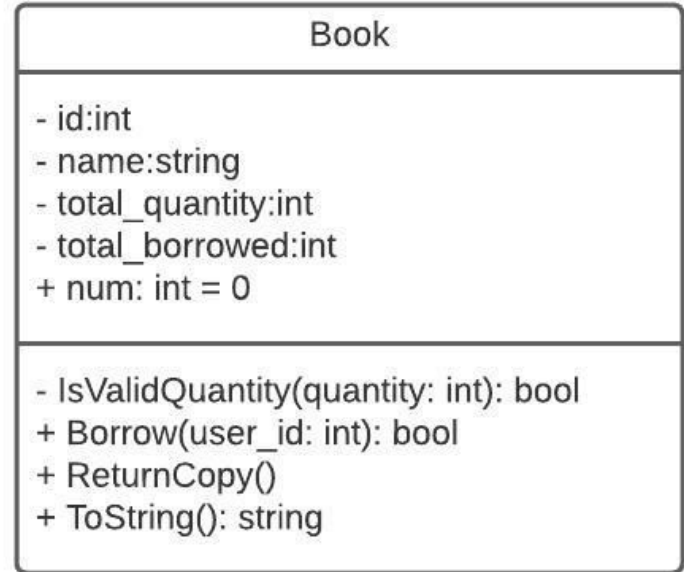 Book
- id:int
- name:string
- total_quantity:int
- total_borrowed:int
+ num: int = 0
- IsValidQuantity(quantity: int): bool
+ Borrow(user_id: int): bool
+ ReturnCopy()
+ ToString(): string